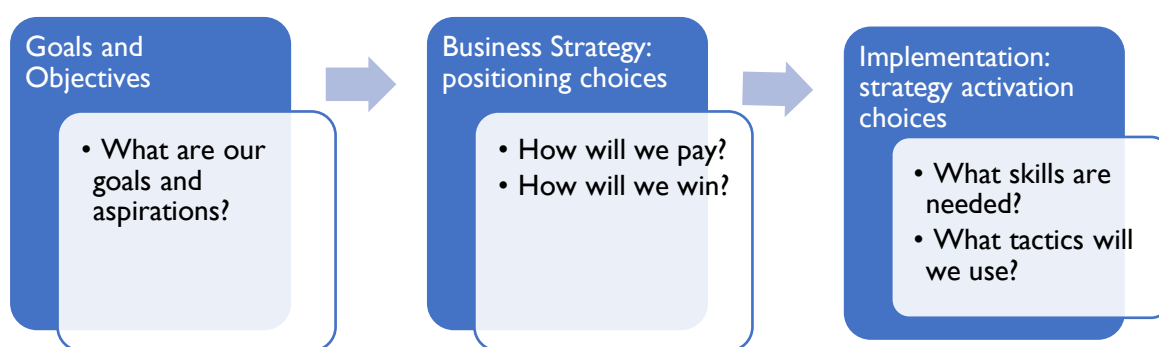 Goals and
Objectives
• What are our
goals and
aspirations?
Business Strategy:
positioning choices
• How will we pay?
• How will we win?
Implementation:
strategy activation
choices
• What skills are
needed?
• What tactics will
we use?